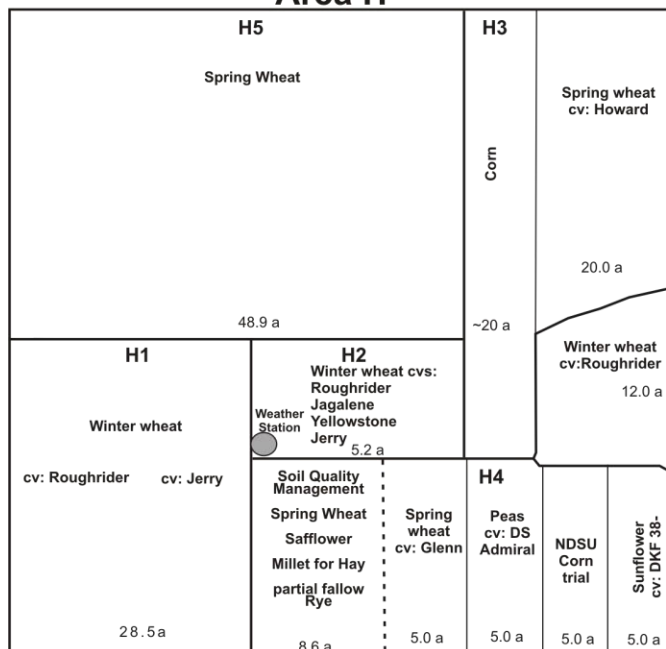 H5
Spring Wheat
48.9 a
H3
Corn
~20 a
Spring wheat
cv: Howard
20.0 a
Winter wheat
cv:Roughrider
12.0 a
H1
Winter wheat
cv: Roughrider
cv: Jerry
28.5a
H2
Winter wheat cvs:
Roughrider
Jagalene
Yellowstone
Jerry
5.2 a
Weather
Station
Soil Quality
Management
Spring Wheat
Safflower
Millet for Hay
partial fallow
Rye
8.6 a
H4
Spring
wheat
cv: Glenn
5.0 a
Peas
cv: DS
Admiral
5.0 a
NDSU
Corn
trial
5.0 a
Sunflower
cv: DKF 38-
5.0 a